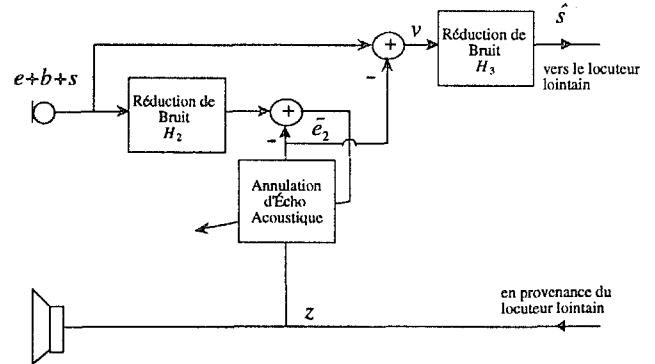 v
ŝ
Réduction de
Bruit
H₃
+
-
vers le locuteur
lointain
e+b+s
Réduction de
Bruit
H₂
+
-
ẽ₂
Annulation
d'Écho
Acoustique
z
en provenance du
locuteur lointain